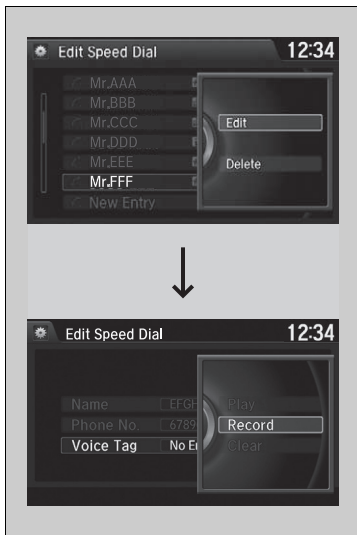 Edit Speed Dial 12:34
Mr.AAA
Mr.BBB
Mr.CCC
Edit
Mr.DDD
Mr.EEE
Delete
Mr.FFF
New Entry
Edit Speed Dial 12:34
Name EFGH Play
Phone No. 6789 Record
Voice Tag No En Clear